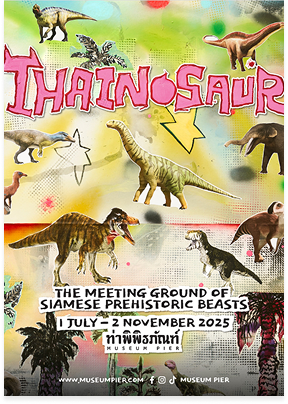 THAINOSAUR
THE MEETING GROUND OF
SIAMESE PREHISTORIC BEASTS
1 JULY – 2 NOVEMBER 2025
ท่าพิพิธภัณฑ์
MUSEUM PIER
WWW.MUSEUMPIER.COM MUSEUM PIER